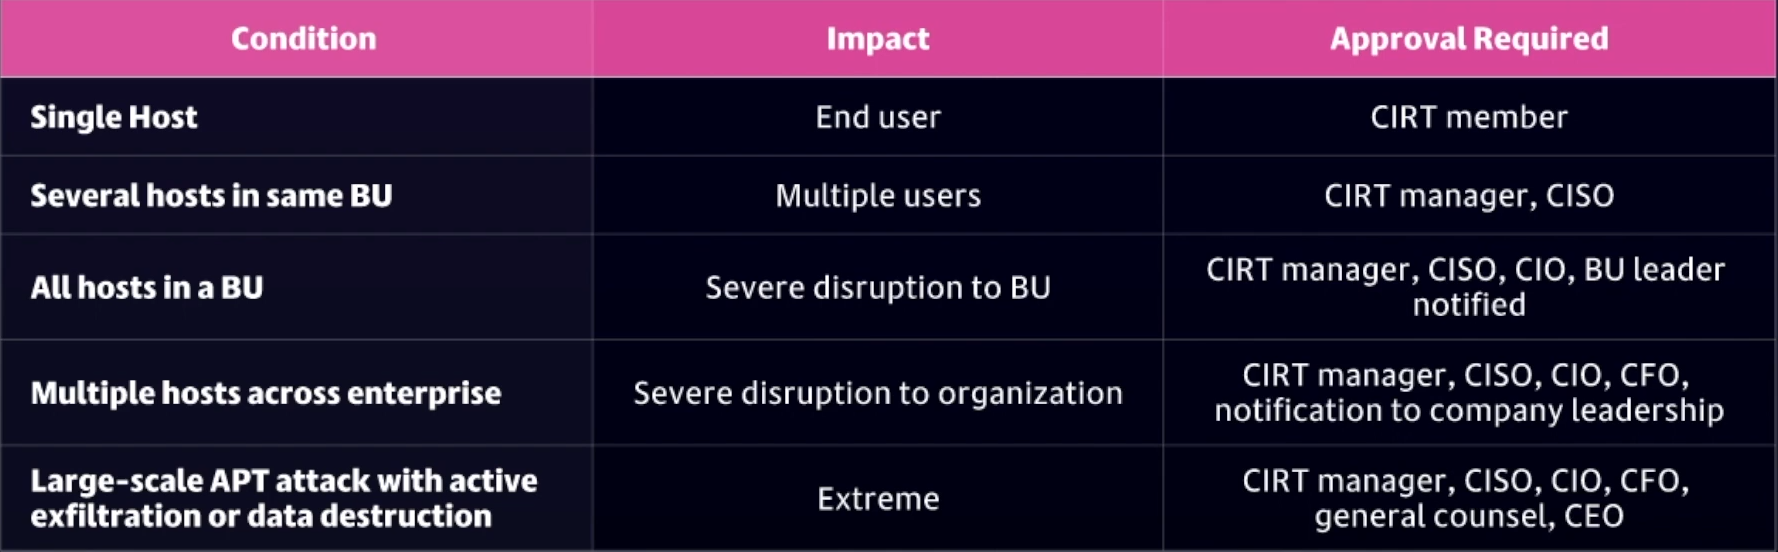 Condition Impact Approval Required
Single Host End user CIRT member
Several hosts in same BU Multiple users CIRT manager, CISO
All hosts in a BU Severe disruption to BU CIRT manager, CISO, CIO, BU leader
notified
Multiple hosts across enterprise Severe disruption to organization CIRT manager, CISO, CIO, CFO,
notification to company leadership
Large-scale APT attack with active
exfiltration or data destruction Extreme CIRT manager, CISO, CIO, CFO,
general counsel, CEO